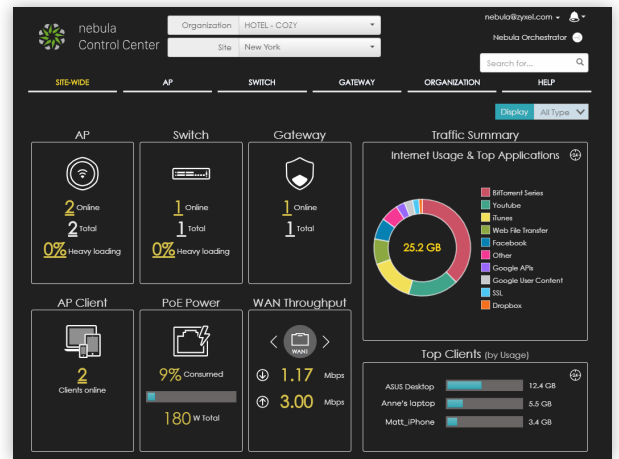 nebula
Control Center
Organization HOTEL - COZY
Site New York
nebula@zyxel.com
Nebula Orchestrator
Search for...
SITE-WIDE AP SWITCH GATEWAY ORGANIZATION HELP
Display All Type
AP
2 Online
2 Total
0% Heavy loading
Switch
1 Online
1 Total
0% Heavy loading
Gateway
1 Online
1 Total
Traffic Summary
Internet Usage & Top Applications
25.2 GB
BitTorrent Series
Youtube
iTunes
Web File Transfer
Facebook
Other
Google APIs
Google User Content
SSL
Dropbox
AP Client
2
Clients online
PoE Power
9% Consumed
180 W Total
WAN Throughput
WAN1
1.17 Mbps
3.00 Mbps
Top Clients (by Usage)
ASUS Desktop 12.4 GB
Anne's laptop 5.5 GB
Matt_iPhone 3.4 GB